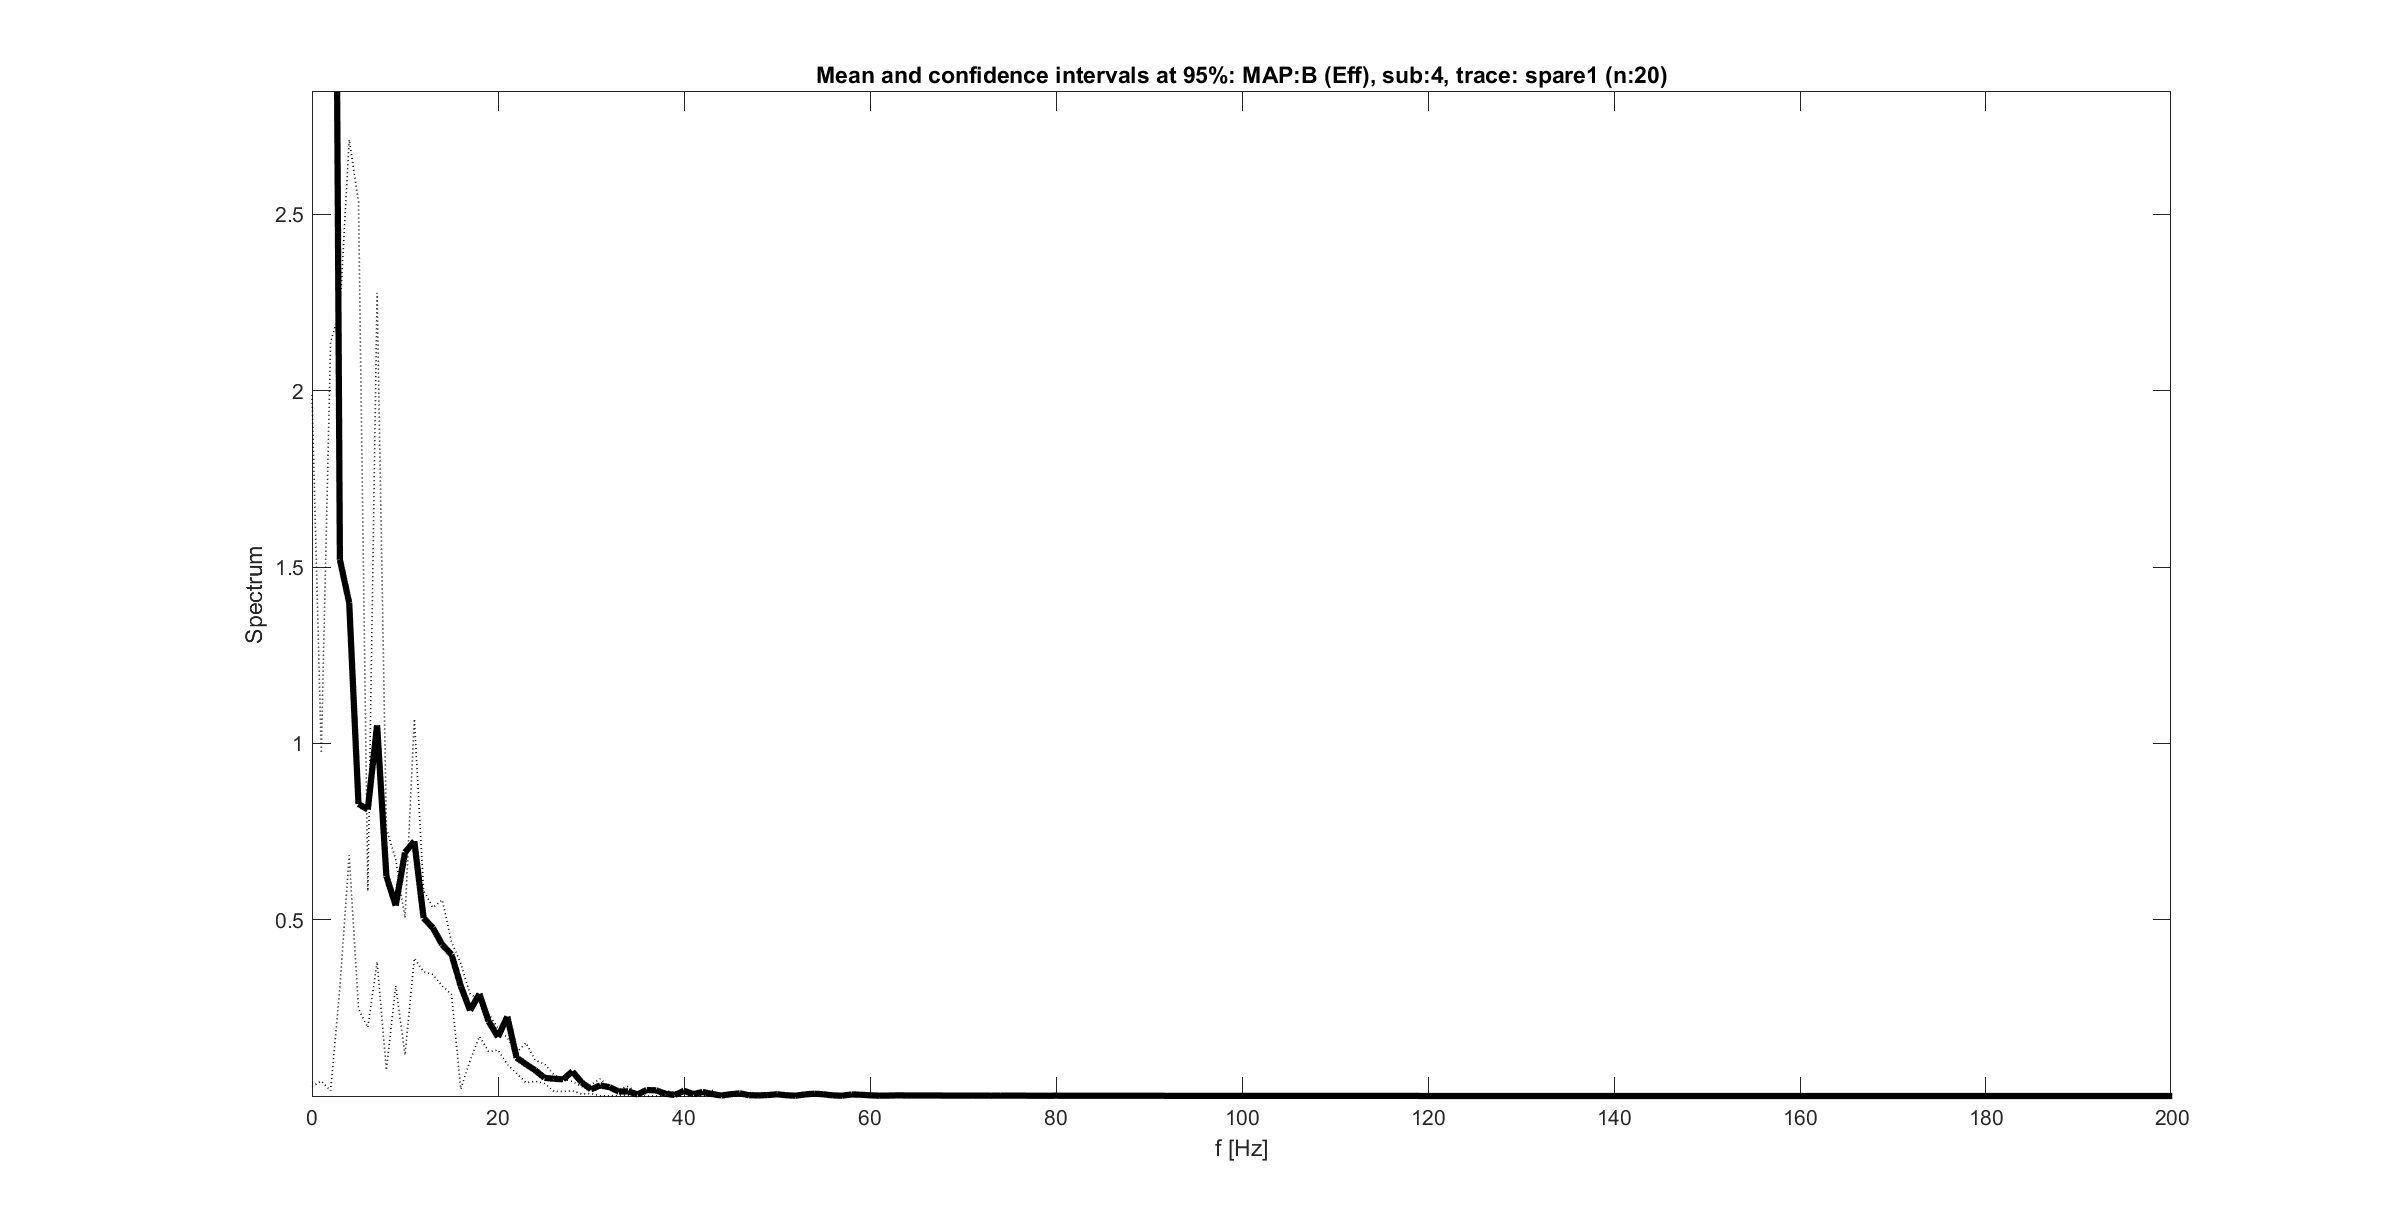 Mean and confidence intervals at 95%: MAP:B (Eff), sub:4, trace: spare1 (n:20)
2.5
2
1.5
1
0.5
Spectrum
0 20 40 60 80 100 120 140 160 180 200
f [Hz]